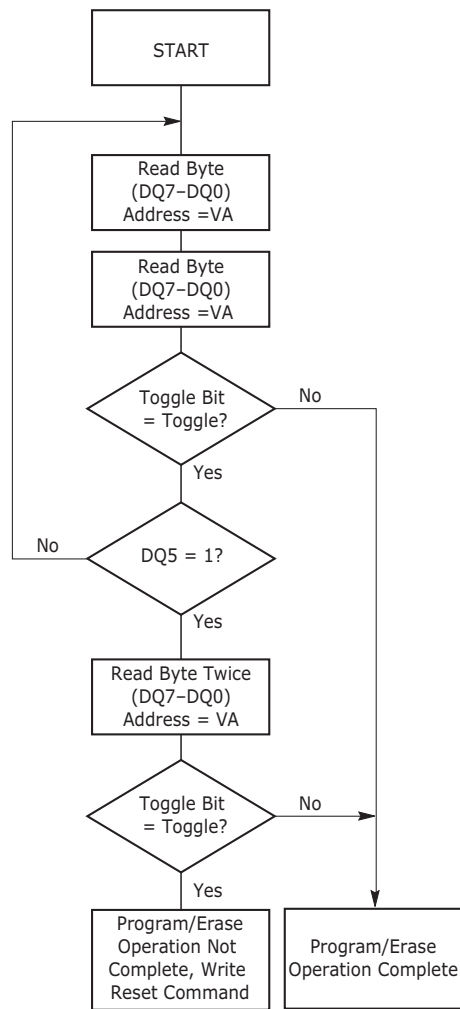 START
Read Byte
(DQ7–DQ0)
Address =VA
Read Byte
(DQ7–DQ0)
Address =VA
Toggle Bit
= Toggle?
No
Yes
No
DQ5 = 1?
Yes
Read Byte Twice
(DQ7–DQ0)
Address = VA
Toggle Bit
= Toggle?
No
Yes
Program/Erase
Operation Not
Complete, Write
Reset Command
Program/Erase
Operation Complete